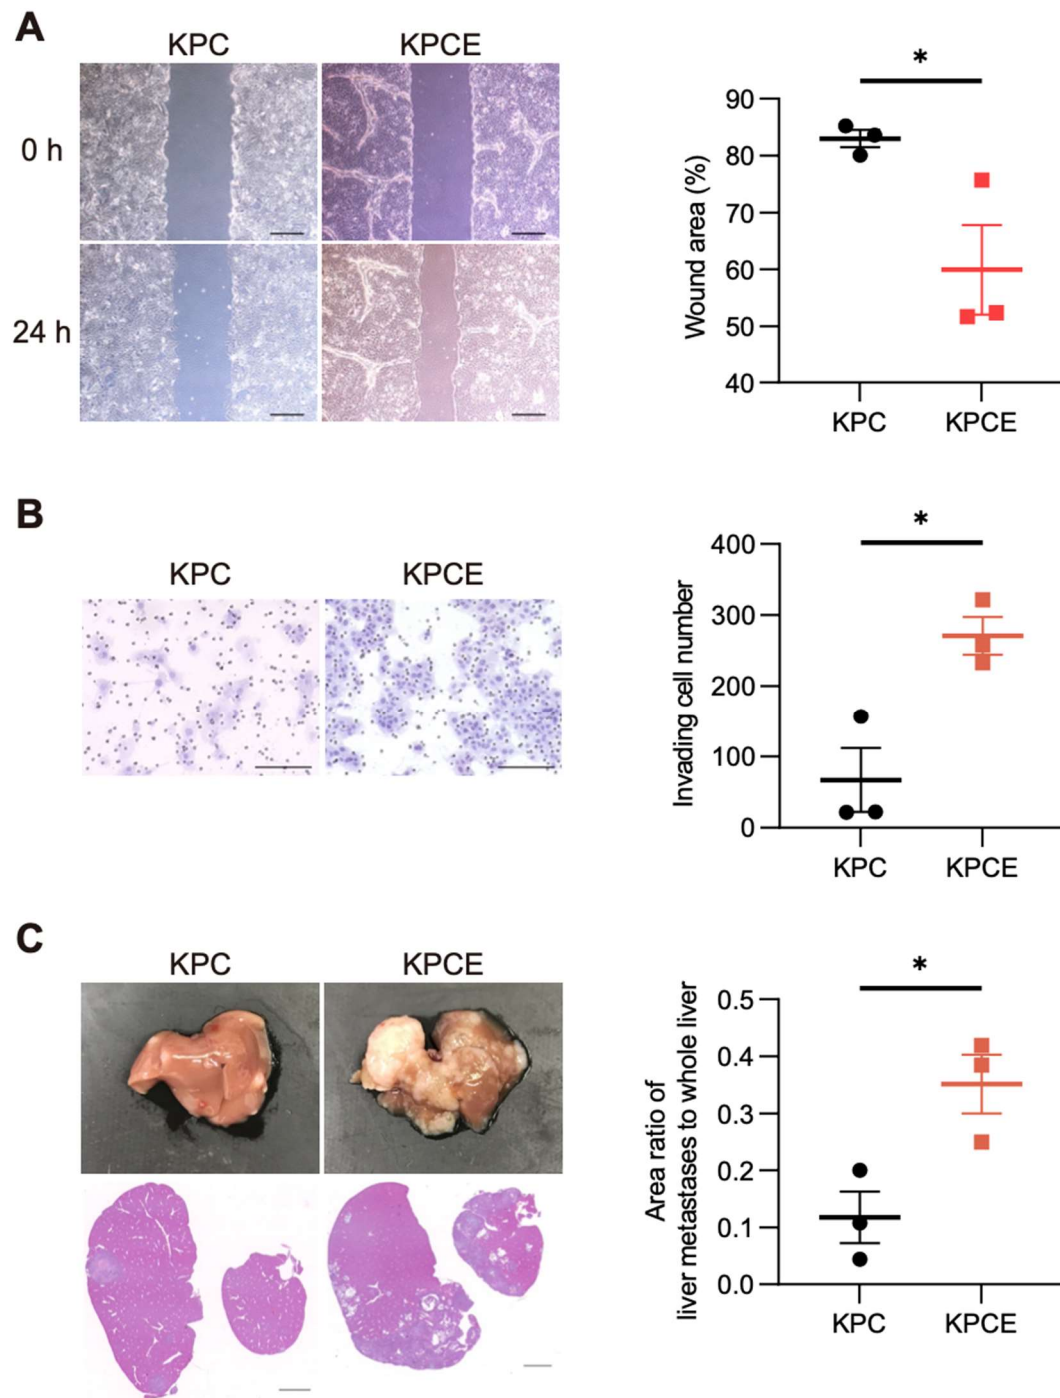 A
KPC
KPCE
0 h
24 h
*
Wound area (%)
90
80
70
60
50
40
KPC
KPCE
B
KPC
KPCE
*
Invading cell number
400
300
200
100
0
KPC
KPCE
C
KPC
KPCE
*
Area ratio of
liver metastases to whole liver
0.5
0.4
0.3
0.2
0.1
0.0
KPC
KPCE